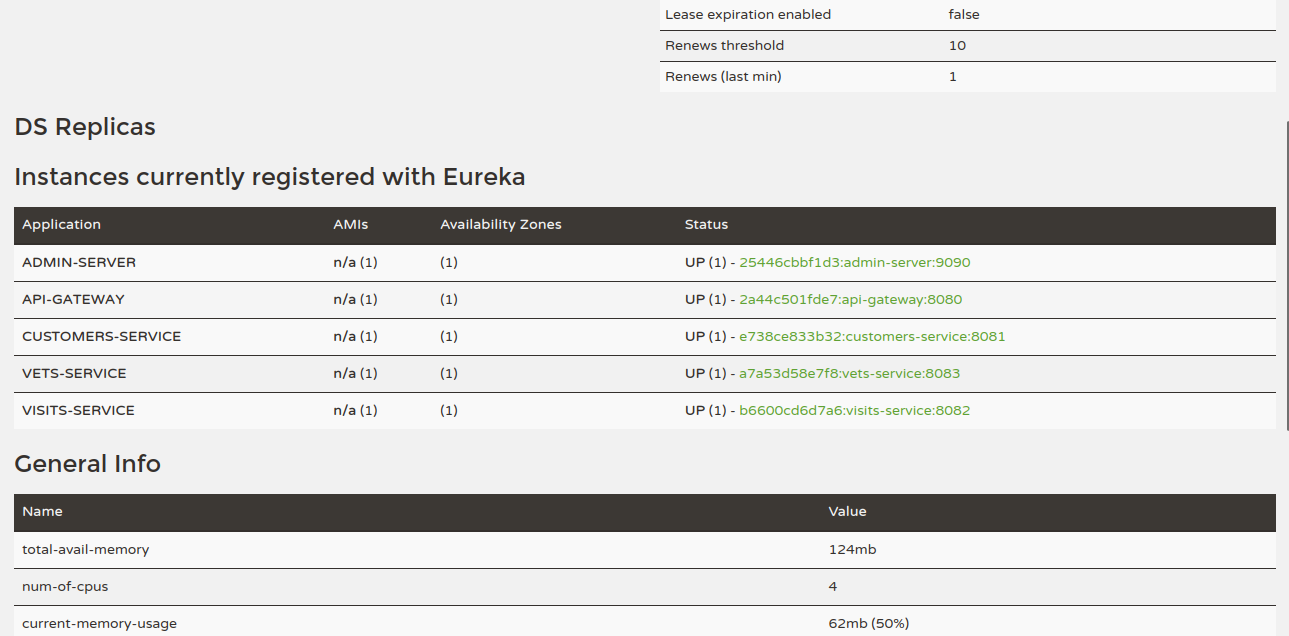 Lease expiration enabled false
Renews threshold 10
Renews (last min) 1
DS Replicas
Instances currently registered with Eureka
Application AMIs Availability Zones Status
ADMIN-SERVER n/a (1) (1) UP (1) - 25446cbbf1d3:admin-server:9090
API-GATEWAY n/a (1) (1) UP (1) - 2a44c501fde7:api-gateway:8080
CUSTOMERS-SERVICE n/a (1) (1) UP (1) - e738ce833b32:customers-service:8081
VETS-SERVICE n/a (1) (1) UP (1) - a7a53d58e7f8:vets-service:8083
VISITS-SERVICE n/a (1) (1) UP (1) - b6600cd6d7a6:visits-service:8082
General Info
Name Value
total-avail-memory 124mb
num-of-cpus 4
current-memory-usage 62mb (50%)